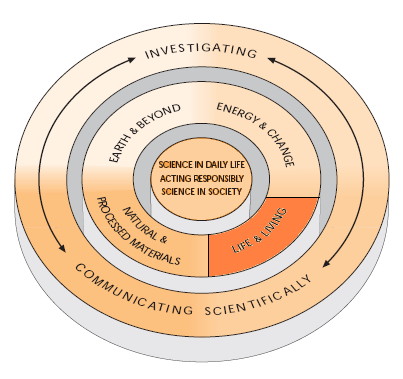 INVESTIGATING
EARTH & BEYOND
ENERGY & CHANGE
SCIENCE IN DAILY LIFE
ACTING RESPONSIBLY
SCIENCE IN SOCIETY
NATURAL &
PROCESSED MATERIALS
LIFE & LIVING
COMMUNICATING SCIENTIFICALLY